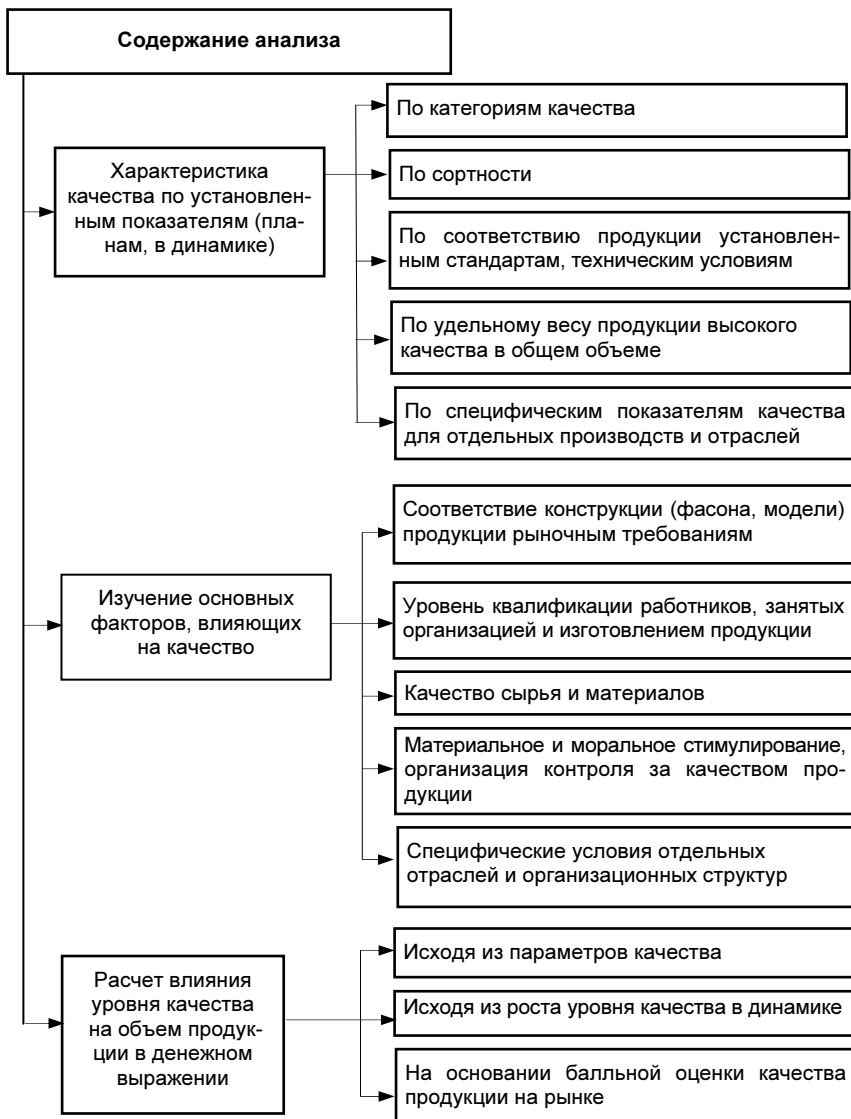 Содержание анализа
Характеристика
качества по установлен-
ным показателям (пла-
нам, в динамике)
По категориям качества
По сортности
По соответствию продукции установлен-
ным стандартам, техническим условиям
По удельному весу продукции высокого
качества в общем объеме
По специфическим показателям качества
для отдельных производств и отраслей
Изучение основных
факторов, влияющих
на качество
Соответствие конструкции (фасона, модели)
продукции рыночным требованиям
Уровень квалификации работников, занятых
организацией и изготовлением продукции
Качество сырья и материалов
Материальное и моральное стимулирование,
организация контроля за качеством про-
дукции
Специфические условия отдельных
отраслей и организационных структур
Расчет влияния
уровня качества
на объем продук-
ции в денежном
выражении
Исходя из параметров качества
Исходя из роста уровня качества в динамике
На основании балльной оценки качества
продукции на рынке